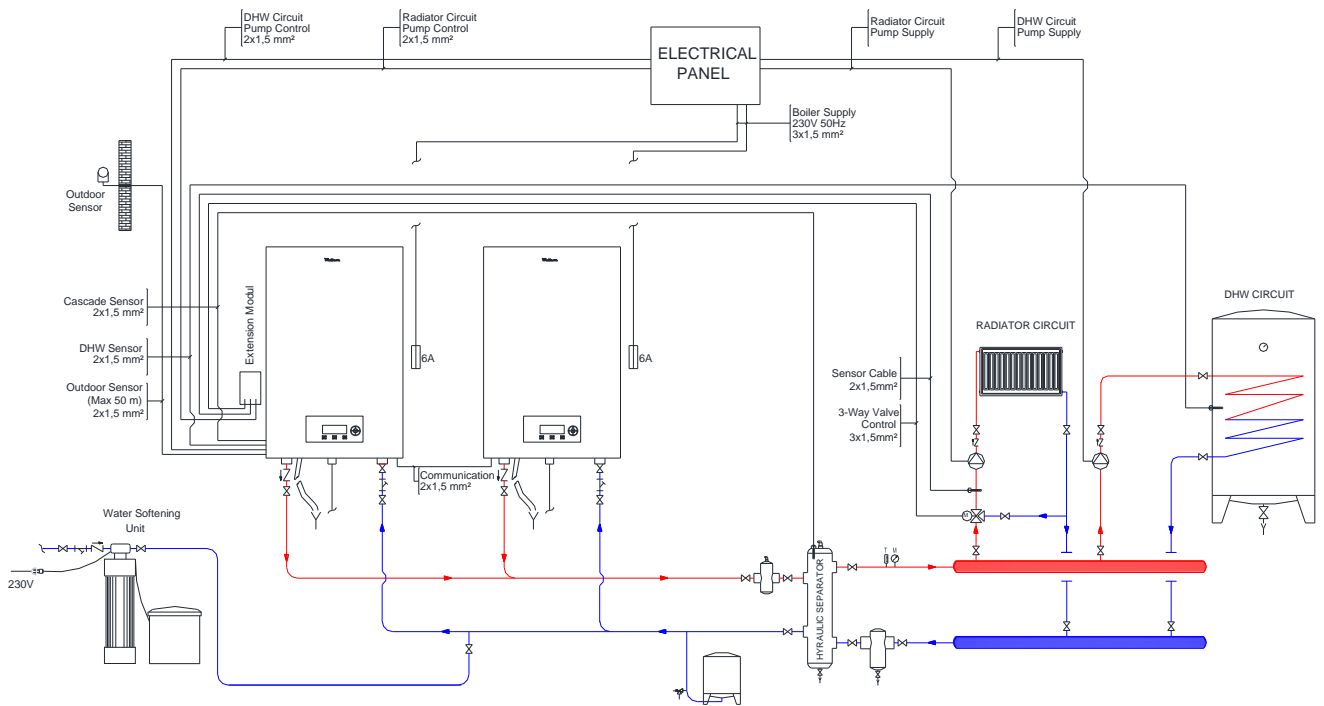 DHW Circuit
Pump Control
2x1,5 mm²
Radiator Circuit
Pump Control
2x1,5 mm²
ELECTRICAL
PANEL
Radiator Circuit
Pump Supply
DHW Circuit
Pump Supply
Boiler Supply
230V 50Hz
3x1,5 mm²
Outdoor
Sensor
Cascade Sensor
2x1,5 mm²
DHW Sensor
2x1,5 mm²
Outdoor Sensor
(Max 50 m)
2x1,5 mm²
Extension Modul
6A
6A
Communication
2x1,5 mm²
Sensor Cable
2x1,5mm²
3-Way Valve
Control
3x1,5mm²
RADIATOR CIRCUIT
DHW CIRCUIT
M
T
M
Water Softening
Unit
230V
HYRAULIC SEPARATOR